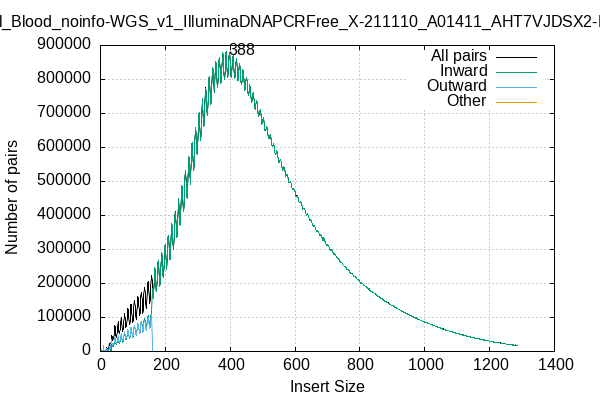 l_Blood_noinfo-WGS_v1_IlluminaDNAPCRFree_X-211110_A01411_AHT7VJDSX2-
900000
800000
700000
600000
500000
400000
300000
200000
100000
0
Number of pairs
388
All pairs
Inward
Outward
Other
0 200 400 600 800 1000 1200 1400
Insert Size